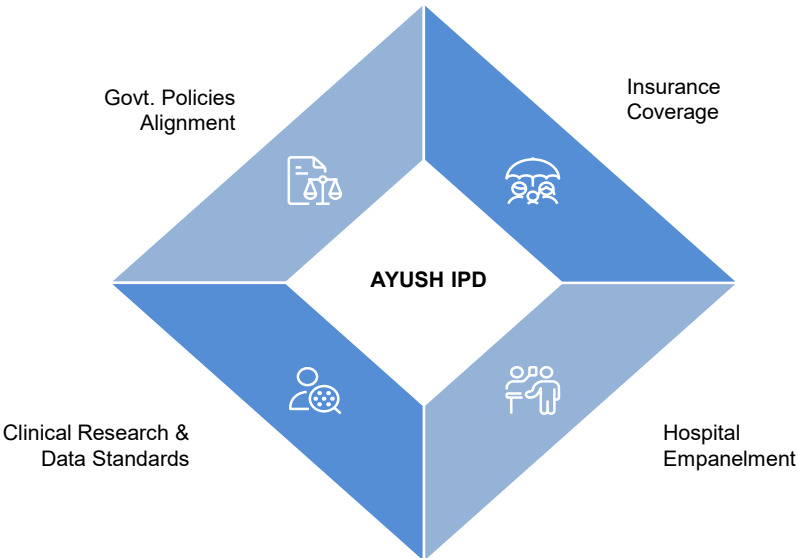 Govt. Policies
Alignment
Insurance
Coverage
AYUSH IPD
Clinical Research &
Data Standards
Hospital
Empanelment